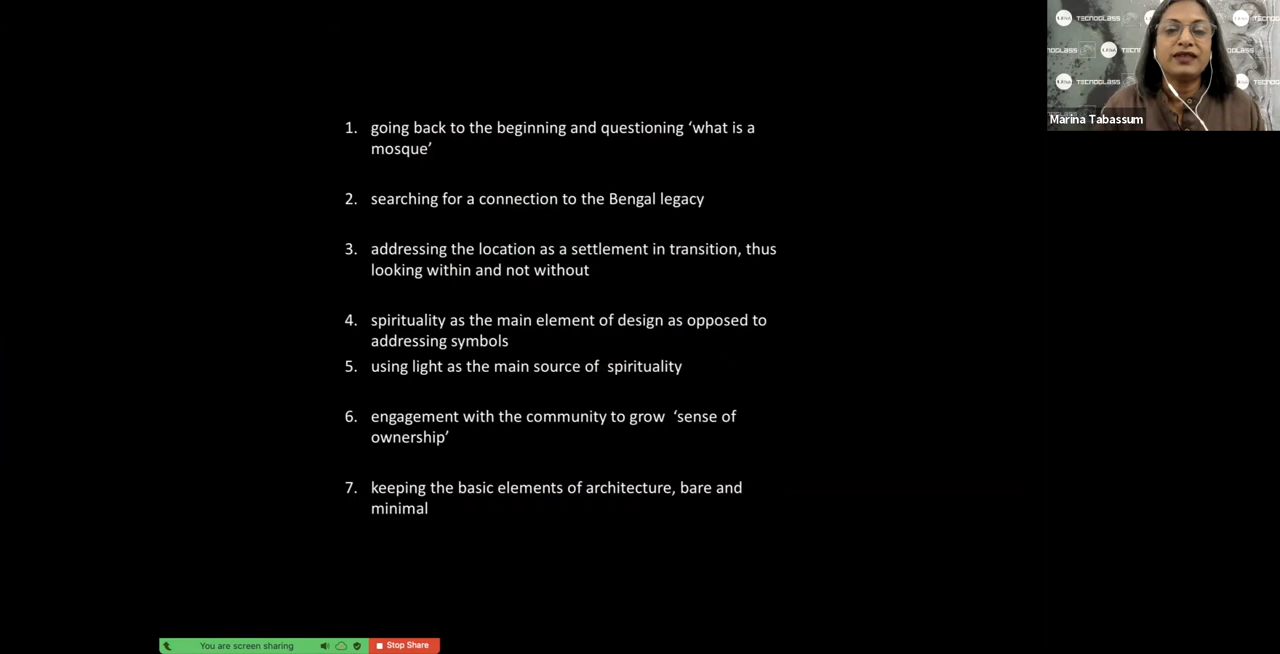 1. going back to the beginning and questioning ‘what is a
mosque’
2. searching for a connection to the Bengal legacy
3. addressing the location as a settlement in transition, thus
looking within and not without
4. spirituality as the main element of design as opposed to
addressing symbols
5. using light as the main source of  spirituality
6. engagement with the community to grow  ‘sense of
ownership’
7. keeping the basic elements of architecture, bare and
minimal
TECNOGLASS
TECNOGLASS
Marina Tabassum
You are screen sharing
Stop Share